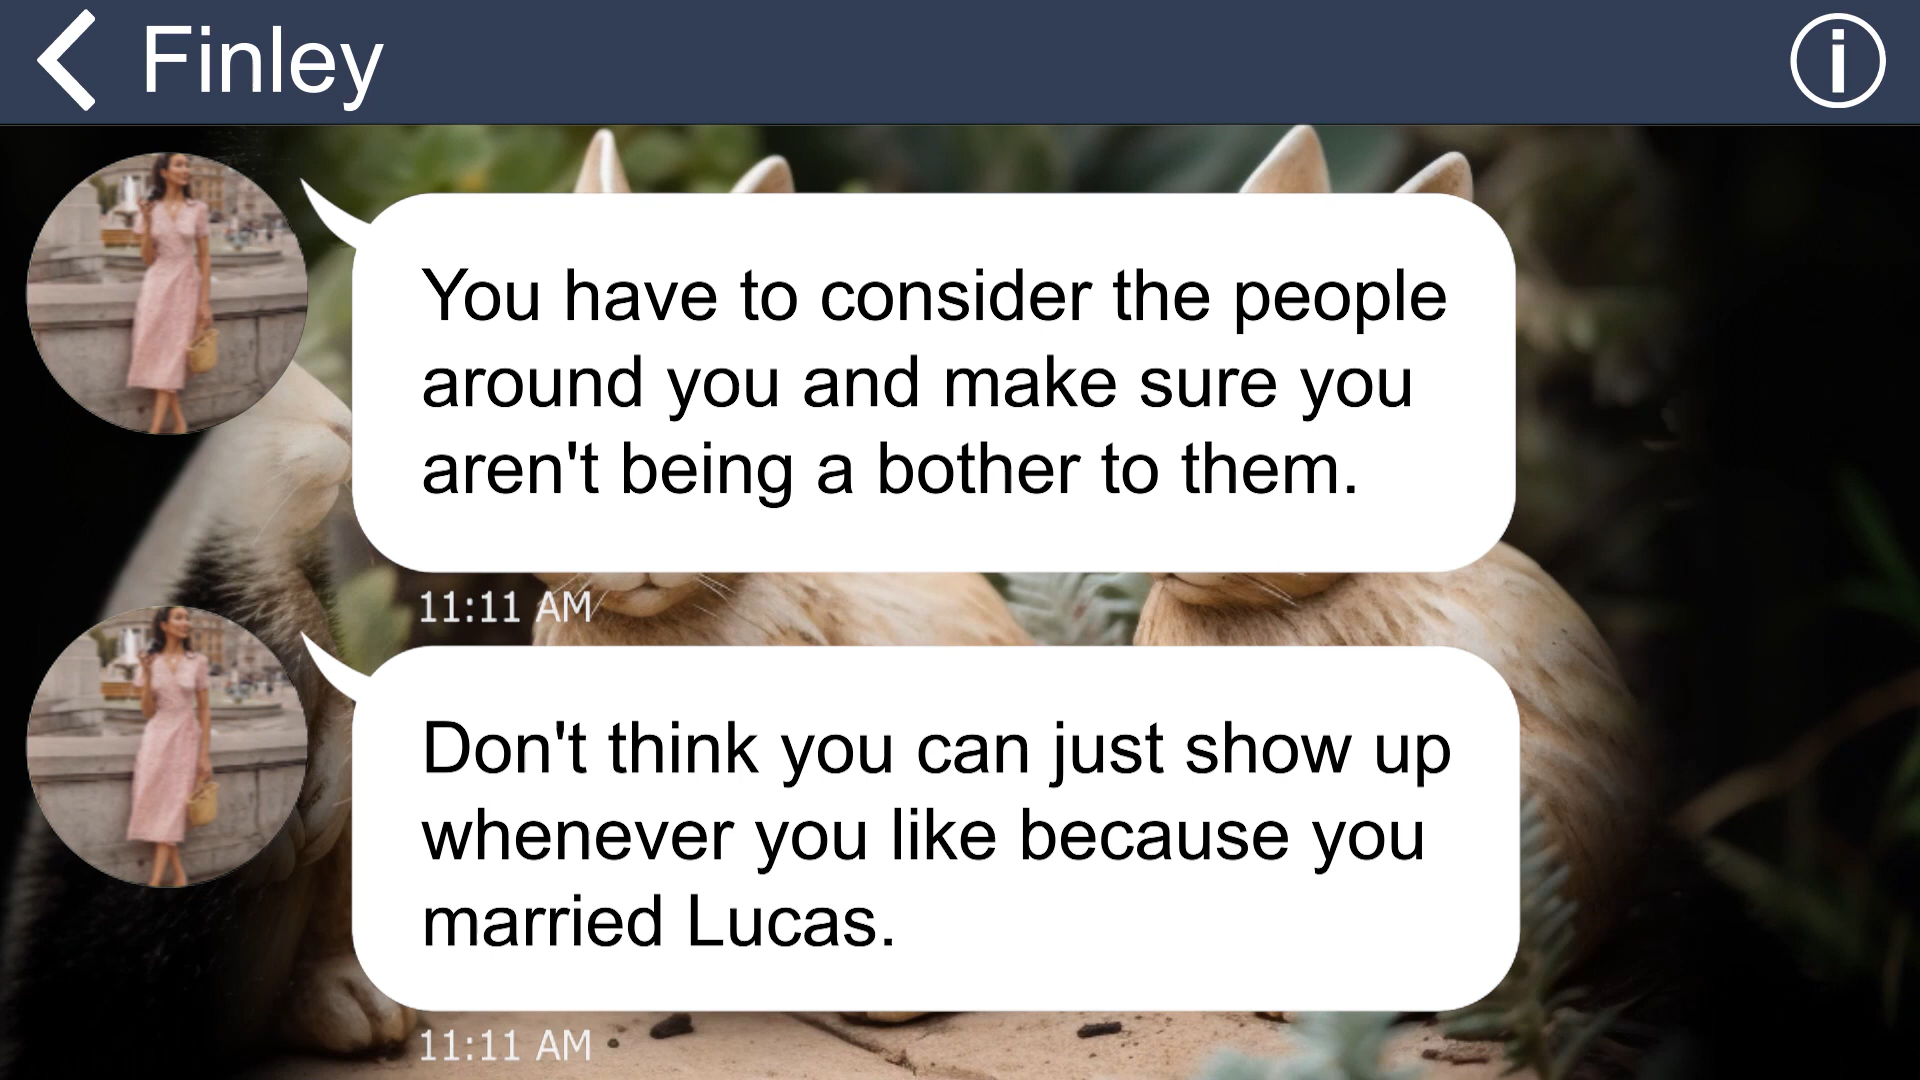 Finley
i
You have to consider the people
around you and make sure you
aren't being a bother to them.
11:11 AM
Don't think you can just show up
whenever you like because you
married Lucas.
11:11 AM